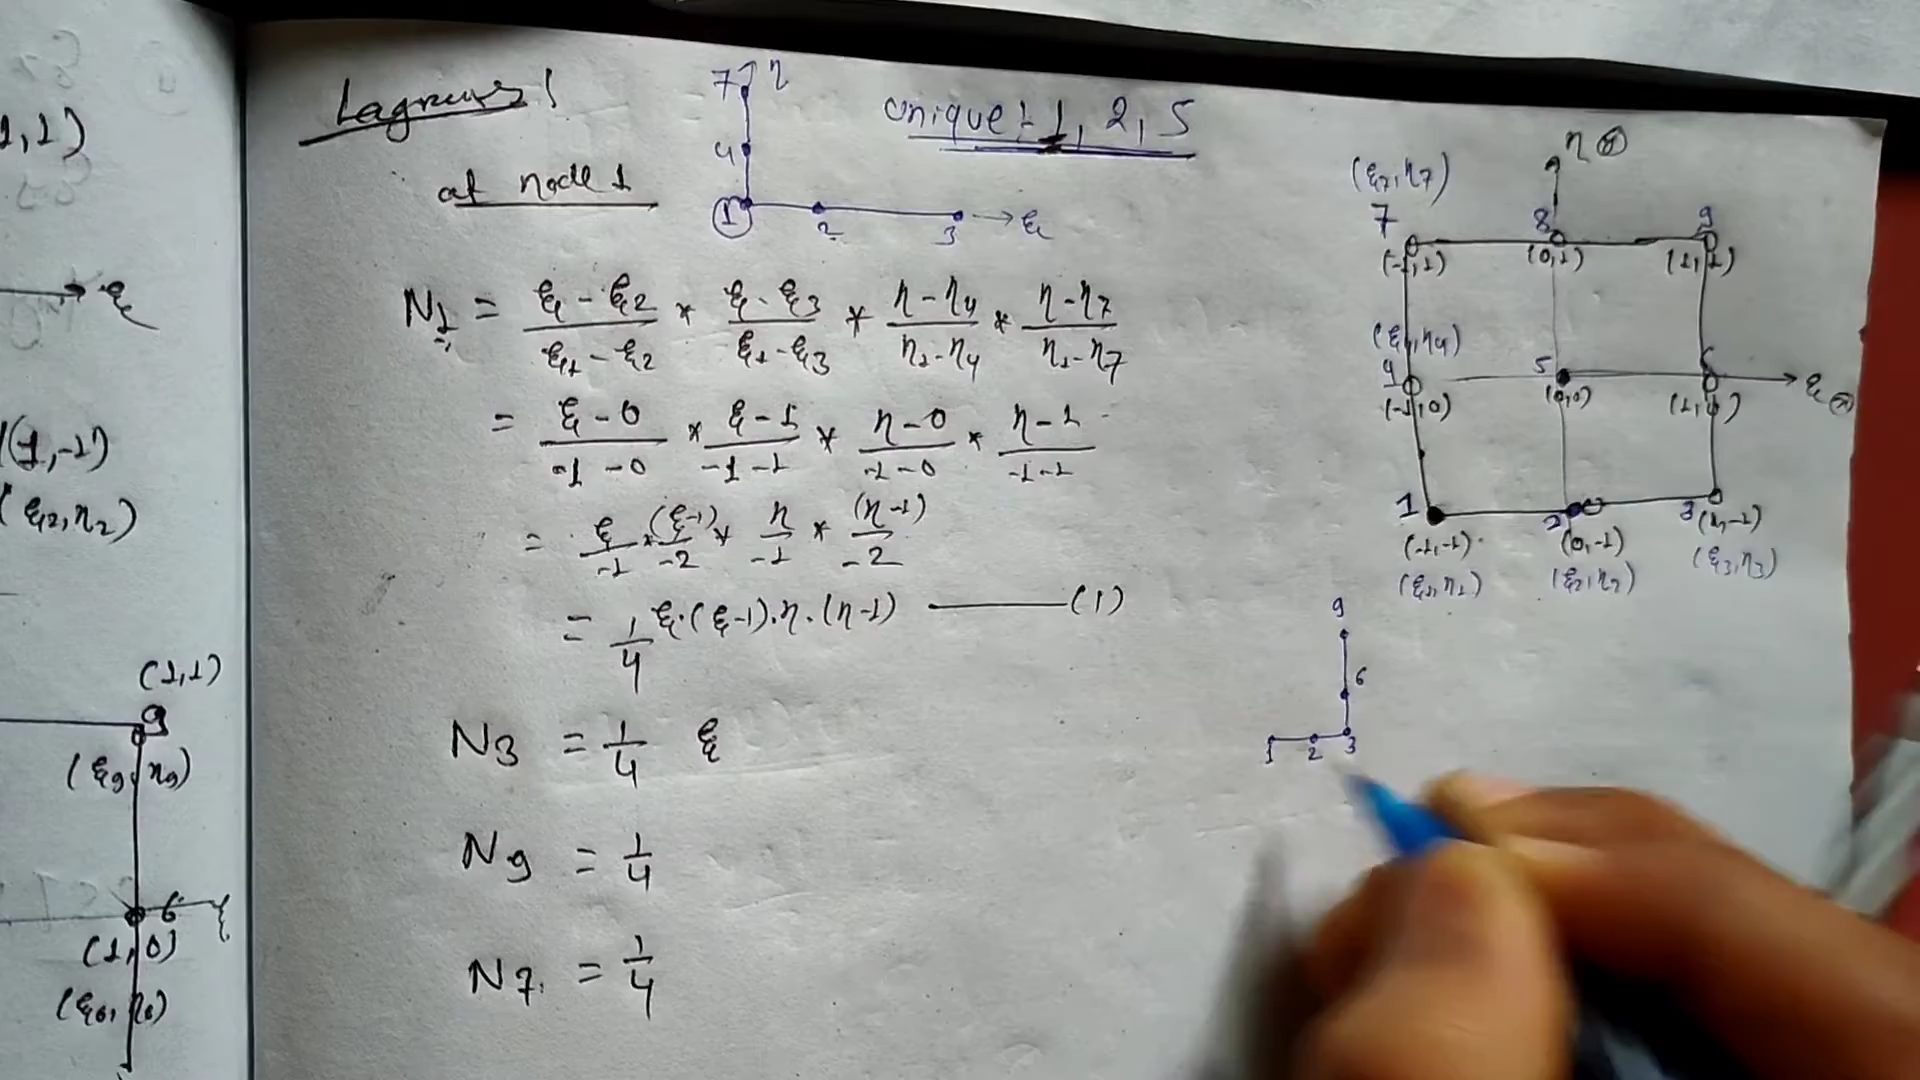 Lagranges !
at node 1
7 η
4
1 2 3 → ξ
unique :- 1, 2, 5
N1 = (ξ - ξ2)/(ξ1 - ξ2) * (ξ - ξ3)/(ξ1 - ξ3) * (η - η4)/(η1 - η4) * (η - η7)/(η1 - η7)
= (ξ - 0)/(-1 - 0) * (ξ - 1)/(-1 - 1) * (η - 0)/(-1 - 0) * (η - 1)/(-1 - 1)
= ξ/-1 * (ξ-1)/-2 * η/-1 * (η-1)/-2
= 1/4 ξ·(ξ-1)·η·(η-1) ——— (1)
N3 = 1/4 ξ
N9 = 1/4
N7 = 1/4
η
(ξ7, η7)
7 8 9
(-1,1) (0,1) (1,1)
4 5 6 → ξ
(-1,0) (0,0)
1 2 3
(-1,-1) (0,-1) (1,-1)
(ξ1, η1) (ξ2, η2) (ξ3, η3)
9
6
1 2 3
1,1)
ξ
(1,-1)
(ξ2, η2)
(1,1)
9
(ξ9, η9)
6
(1,0)
(ξ6, η6)